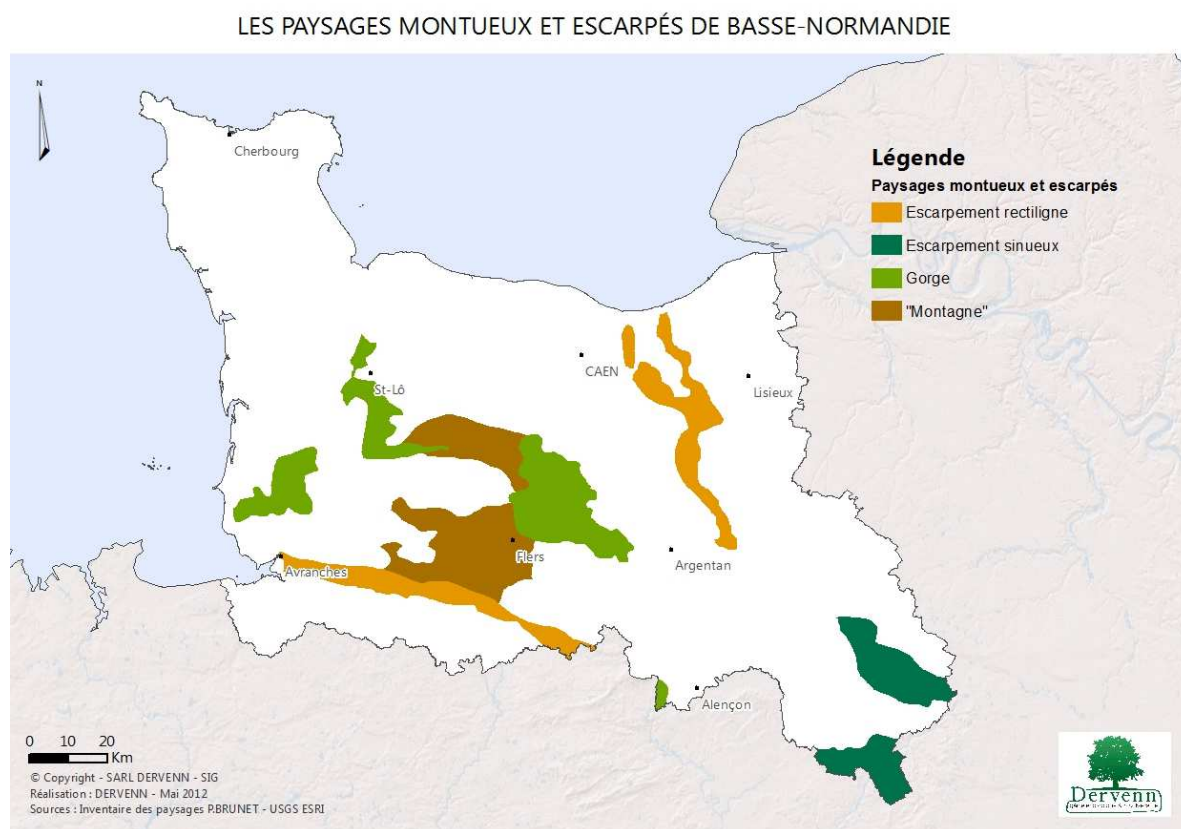 LES PAYSAGES MONTUEUX ET ESCARPÉS DE BASSE-NORMANDIE
N
Cherbourg
Légende
Paysages montueux et escarpés
Escarpement rectiligne
Escarpement sinueux
Gorge
"Montagne"
CAEN
St-Lô
Lisieux
Flers
Argentan
Avranches
Alençon
0 10 20
Km
© Copyright - SARL DERVENN - SIG
Réalisation : DERVENN - Mai 2012
Sources : Inventaire des paysages P.BRUNET - USGS ESRI
Dervenn